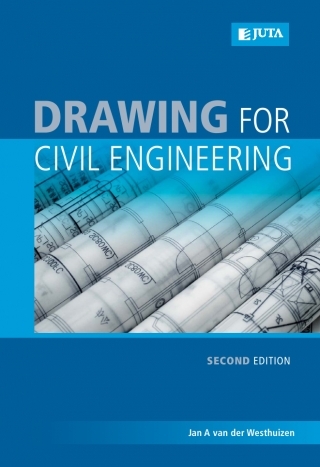 JUTA
DRAWING FOR
CIVIL ENGINEERING
SECOND EDITION
Jan A van der Westhuizen